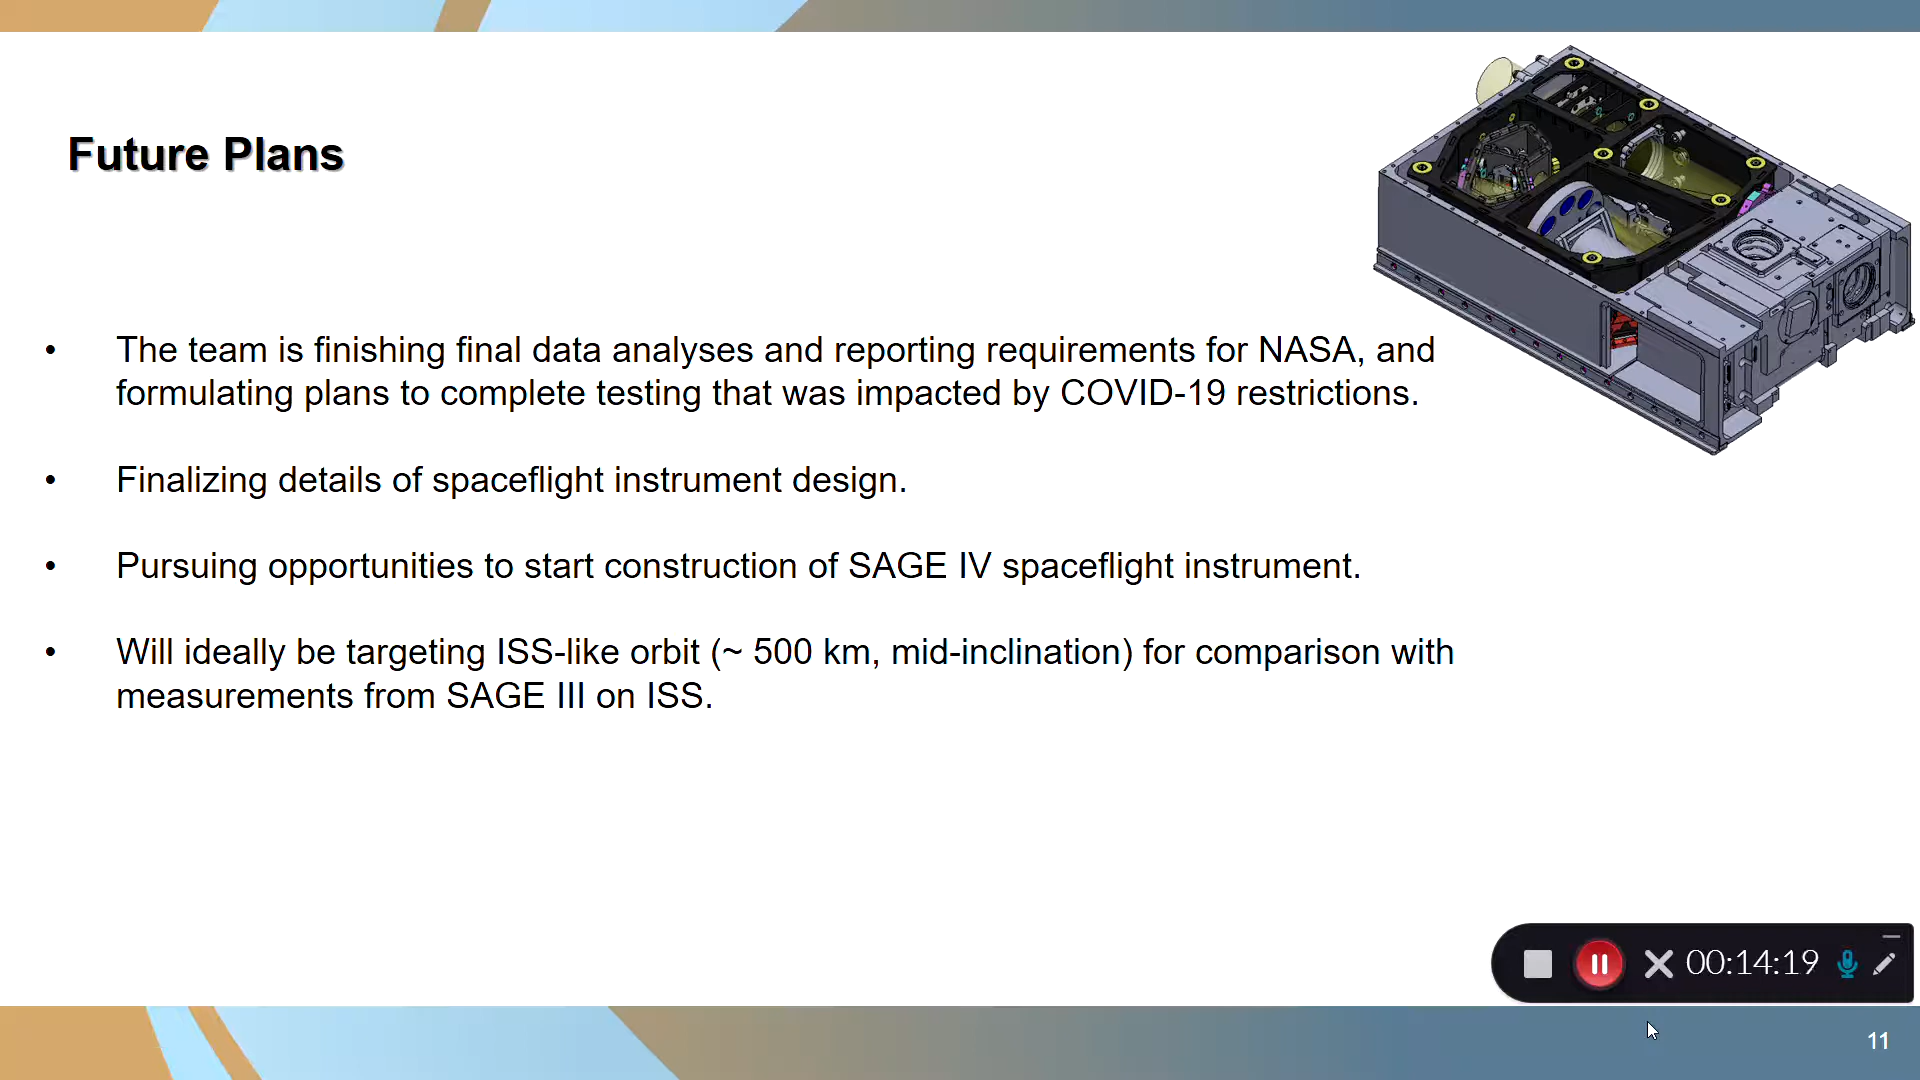 Future Plans
• The team is finishing final data analyses and reporting requirements for NASA, and
formulating plans to complete testing that was impacted by COVID-19 restrictions.
• Finalizing details of spaceflight instrument design.
• Pursuing opportunities to start construction of SAGE IV spaceflight instrument.
• Will ideally be targeting ISS-like orbit (~ 500 km, mid-inclination) for comparison with
measurements from SAGE III on ISS.
00:14:19
11